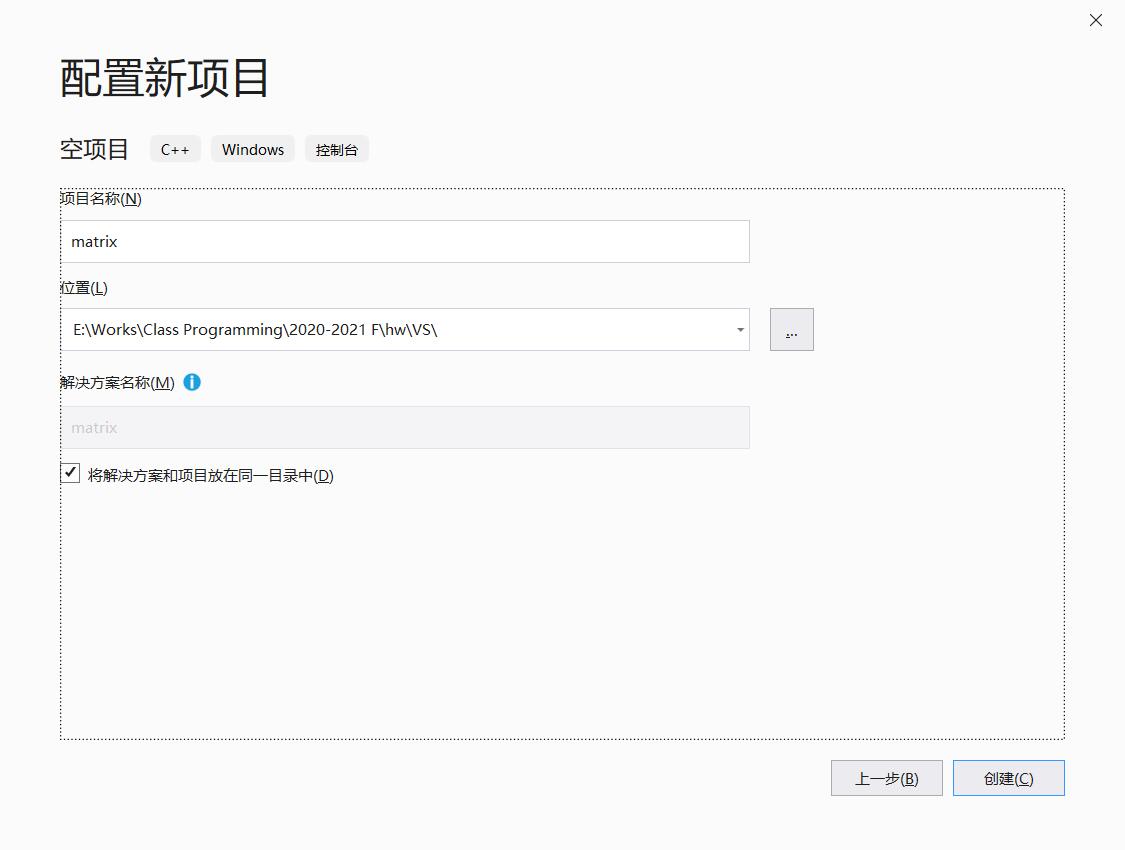 配置新项目
空项目 C++ Windows 控制台
项目名称(N)
matrix
位置(L)
E:\Works\Class Programming\2020-2021 F\hw\VS\ ...
解决方案名称(M)
matrix
将解决方案和项目放在同一目录中(D)
上一步(B) 创建(C)